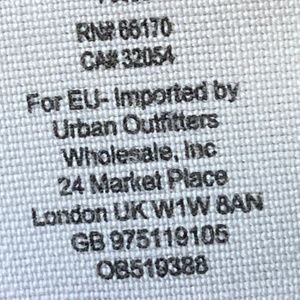 RN# 66170
CA# 32054
For EU- Imported by
Urban Outfitters
Wholesale, Inc
24 Market Place
London UK W1W 8AN
GB 975119105
OB519388